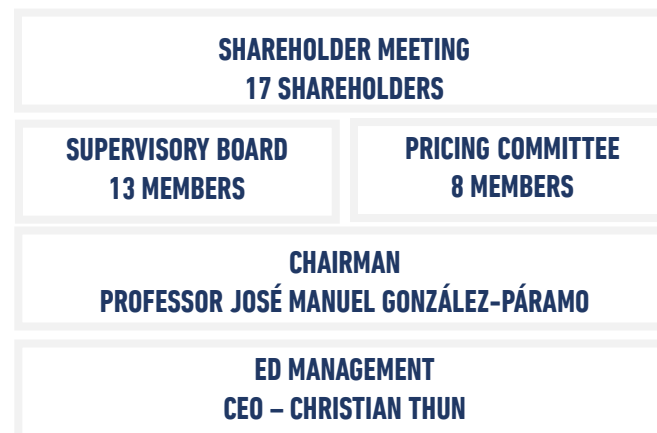 SHAREHOLDER MEETING
17 SHAREHOLDERS
SUPERVISORY BOARD
13 MEMBERS
PRICING COMMITTEE
8 MEMBERS
CHAIRMAN
PROFESSOR JOSÉ MANUEL GONZÁLEZ-PÁRAMO
ED MANAGEMENT
CEO – CHRISTIAN THUN